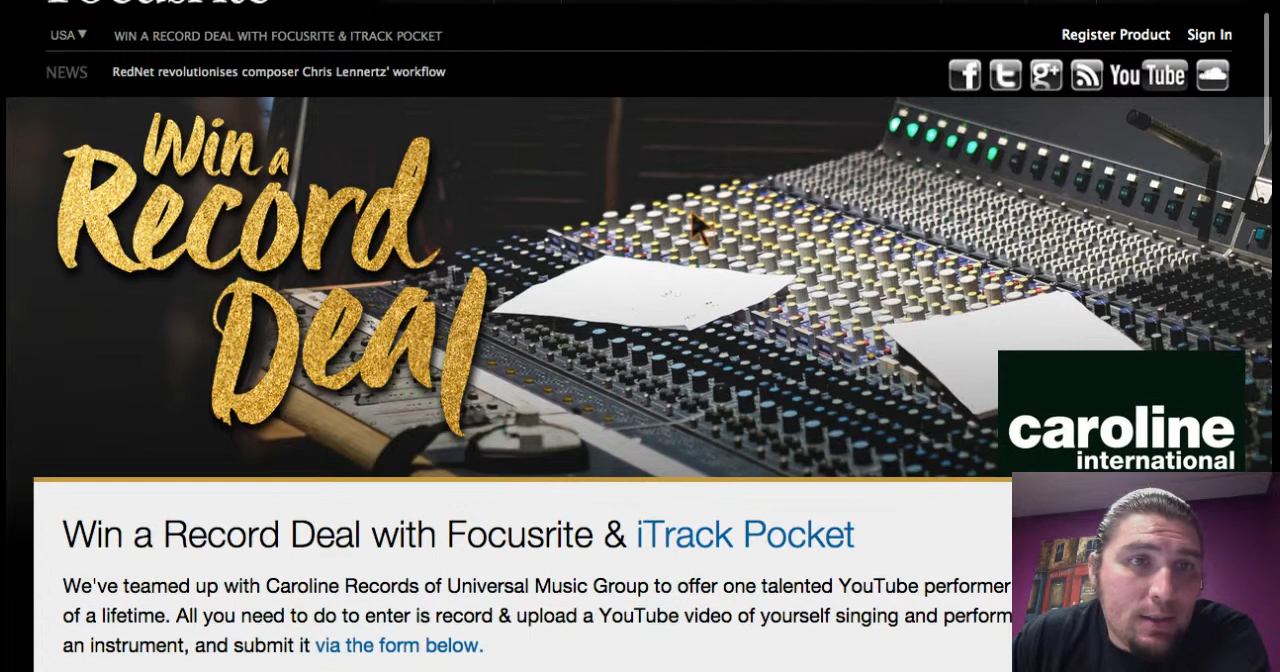 Focusrite
USA▼ WIN A RECORD DEAL WITH FOCUSRITE & ITRACK POCKET Register Product Sign In
NEWS RedNet revolutionises composer Chris Lennertz' workflow
f t g+ You Tube
Win a
Record
Deal
caroline
international
Win a Record Deal with Focusrite & iTrack Pocket
We've teamed up with Caroline Records of Universal Music Group to offer one talented YouTube performer
of a lifetime. All you need to do to enter is record & upload a YouTube video of yourself singing and perform
an instrument, and submit it via the form below.